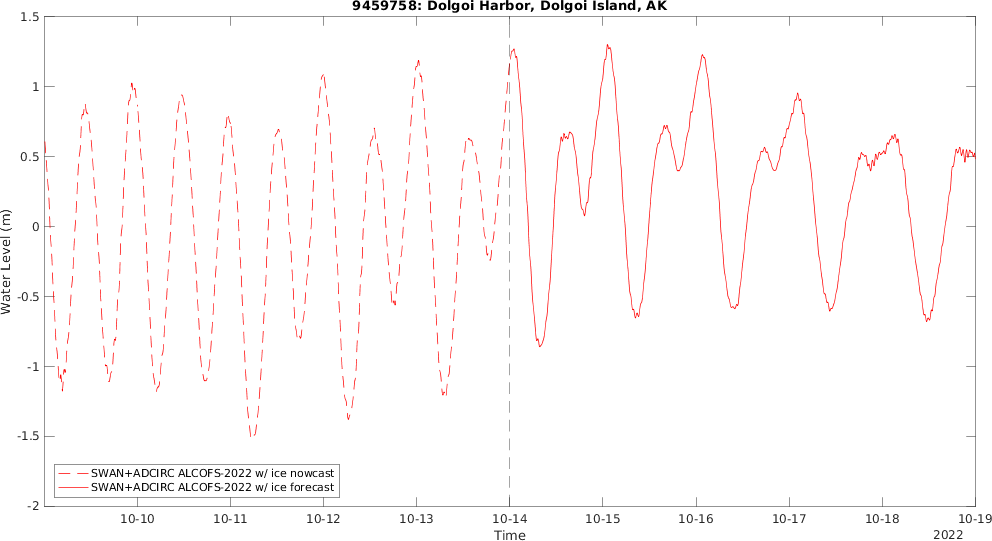 9459758: Dolgoi Harbor, Dolgoi Island, AK
1.5
1
0.5
0
-0.5
-1
-1.5
-2
Water Level (m)
SWAN+ADCIRC ALCOFS-2022 w/ ice nowcast
SWAN+ADCIRC ALCOFS-2022 w/ ice forecast
10-10 10-11 10-12 10-13 10-14 10-15 10-16 10-17 10-18 10-19
Time
2022